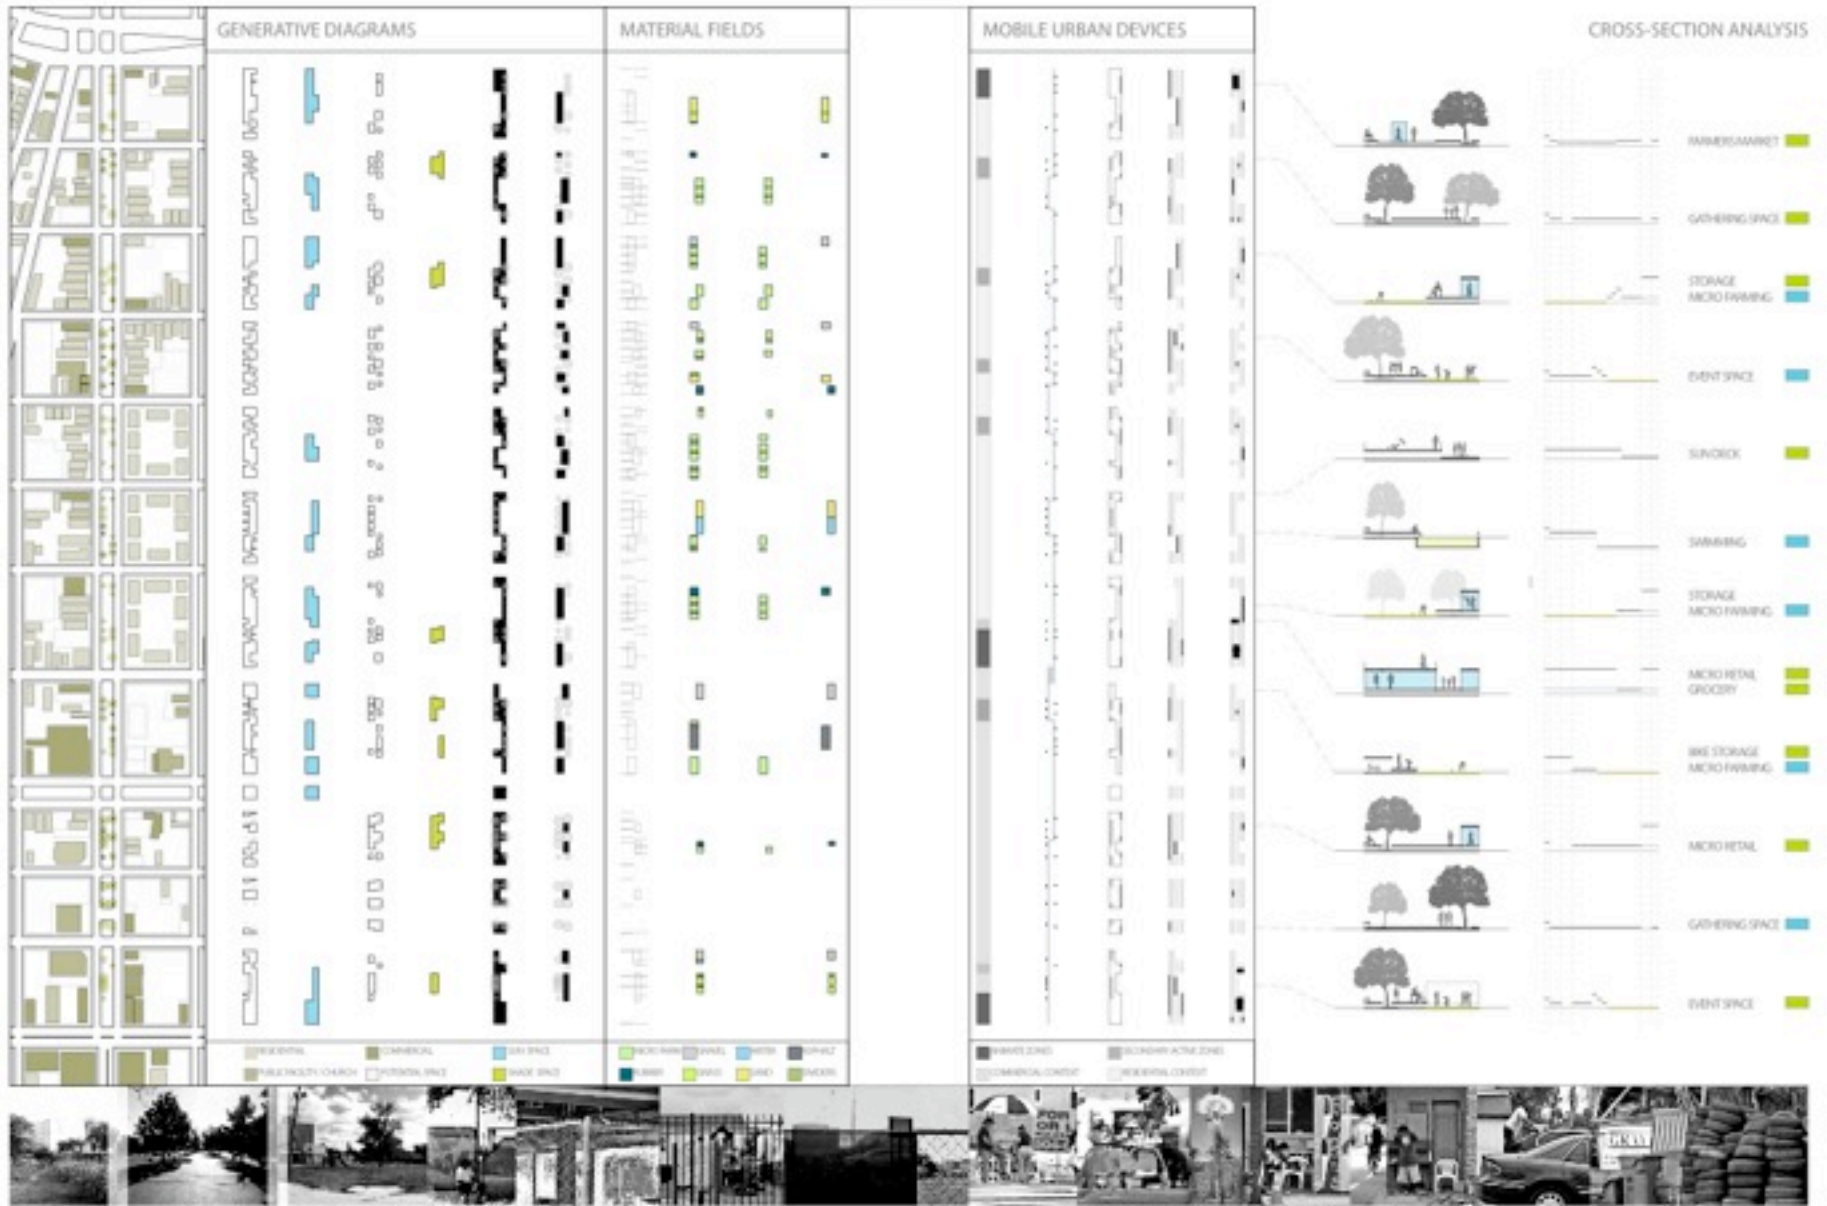 GENERATIVE DIAGRAMS
MATERIAL FIELDS
MOBILE URBAN DEVICES
CROSS-SECTION ANALYSIS
FARMERS MARKET
GATHERING SPACE
STORAGE
MICRO FARMING
EVENT SPACE
SUN DECK
SWIMMING
STORAGE
MICRO FARMING
MICRO RETAIL
GROCERY
BIKE STORAGE
MICRO FARMING
MICRO RETAIL
GATHERING SPACE
EVENT SPACE
RESIDENTIAL
COMMERCIAL
SUN SPACE
PUBLIC FACILITY / CHURCH
POTENTIAL SPACE
SHADE SPACE
GRAVEL
WATER
ASPHALT
RUBBER
SAND
SECONDARY ACTIVE ZONES
COMMERCIAL CONTEXT
RESIDENTIAL CONTEXT
FOR